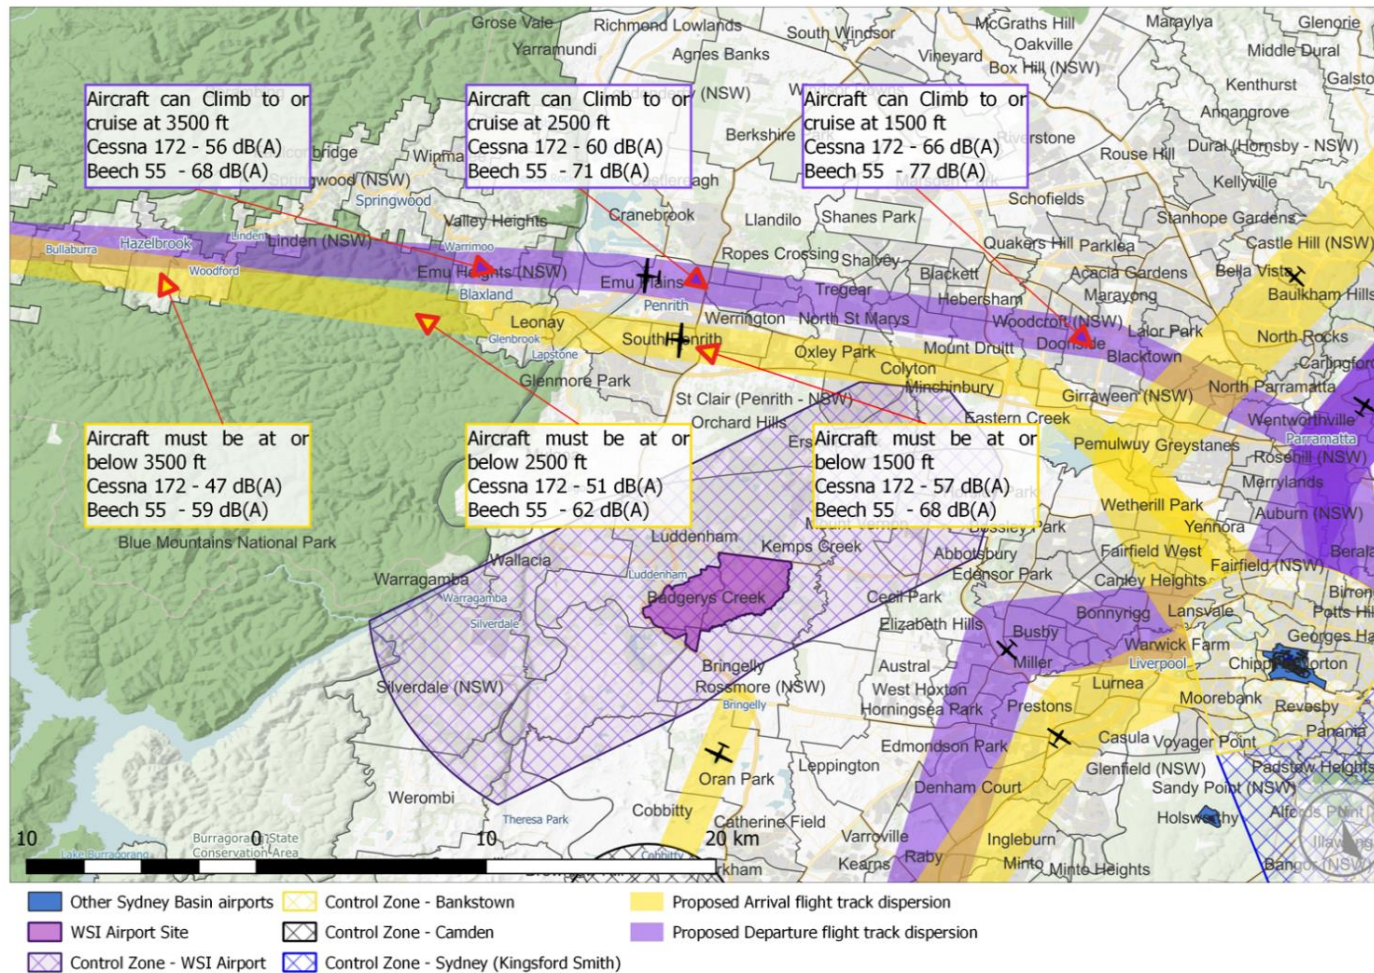 Grose Vale
Richmond Lowlands
McGraths Hill
Maraylya
Glenorie
Yarramundi
Agnes Banks
South Windsor
Oakville
Vineyard
Box Hill (NSW)
Middle Dural
Kenthurst
Galsto
Annangrove
Aircraft can Climb to or
cruise at 3500 ft
Cessna 172 - 56 dB(A)
Beech 55 - 68 dB(A)
Aircraft can Climb to or
cruise at 2500 ft
Cessna 172 - 60 dB(A)
Beech 55 - 71 dB(A)
Aircraft can Climb to or
cruise at 1500 ft
Cessna 172 - 66 dB(A)
Beech 55 - 77 dB(A)
(NSW)
Berkshire
Riverstone
Rouse Hill
Dural (Hornsby - NSW)
Kellyville
Springwood (NSW)
Springwood
Schofields
Stanhope Gardens
Valley Heights
Cranebrook
Llandilo
Shanes Park
Castle Hill (NSW)
Bullaburra
Hazelbrook
Linden
Linden (NSW)
Warrimoo
Ropes Crossing
Shalvey
Quakers Hill
Parklea
Woodford
Emu Heights (NSW)
Blaxland
Emu Plains
Penrith
Tregear
Blackett
Acacia Gardens
Bella Vista
Marayong
Baulkham Hills
Hebersham
Leonay
Werrington
North St Marys
Woodcroft (NSW)
Lalor Park
North Rocks
Glenbrook
Lapstone
South Penrith
Oxley Park
Mount Druitt
Doonside
Blacktown
Carlingford
Glenmore Park
Colyton
Minchinbury
St Clair (Penrith - NSW)
Girraween (NSW)
North Parramatta
Orchard Hills
Eastern Creek
Wentworthville
Parramatta
Pemulwuy
Greystanes
Rosehill (NSW)
Merrylands
Aircraft must be at or
below 3500 ft
Cessna 172 - 47 dB(A)
Beech 55 - 59 dB(A)
Aircraft must be at or
below 2500 ft
Cessna 172 - 51 dB(A)
Beech 55 - 62 dB(A)
Aircraft must be at or
below 1500 ft
Cessna 172 - 57 dB(A)
Beech 55 - 68 dB(A)
Wetherill Park
Auburn (NSW)
Yennora
Blue Mountains National Park
Luddenham
Kemps Creek
Abbotsbury
Fairfield West
Berala
Wallacia
Luddenham
Edensor Park
Canley Heights
Fairfield (NSW)
Warragamba
Warragamba
Badgerys Creek
Cecil Park
Bonnyrigg
Lansvale
Birron
Potts Hil
Silverdale
Elizabeth Hills
Busby
Warwick Farm
Georges Ha
Bringelly
Austral
Miller
Liverpool
Chipping Norton
Silverdale (NSW)
Rossmore (NSW)
Bringelly
West Hoxton
Horningsea Park
Prestons
Lurnea
Moorebank
Revesby
Panania
Oran Park
Leppington
Edmondson Park
Casula
Voyager Point
Glenfield (NSW)
Padstow Heights
Werombi
Denham Court
Sandy Point (NSW)
Theresa Park
Cobbitty
Catherine Field
Holsworthy
Alfords Point
Burragorang State
Conservation Area
Lake Burragorang
Cobbitty
Varroville
Ingleburn
Kearns
Raby
Minto
Minto Heights
Bangor (NSW)
10 0 10 20 km
Other Sydney Basin airports
Control Zone - Bankstown
Proposed Arrival flight track dispersion
WSI Airport Site
Control Zone - Camden
Proposed Departure flight track dispersion
Control Zone - WSI Airport
Control Zone - Sydney (Kingsford Smith)